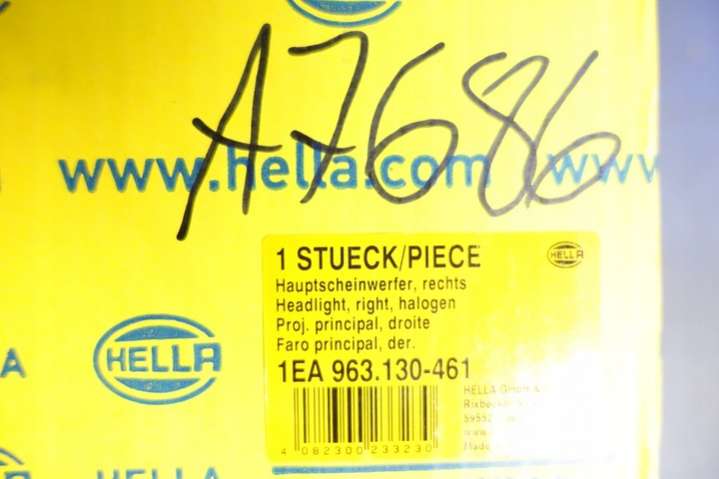 A7686
www.hella.com www
1 STUECK/PIECE
HELLA
Hauptscheinwerfer, rechts
Headlight, right, halogen
Proj. principal, droite
Faro principal, der.
1EA 963.130-461
HELLA
HELLA
4 082300 233230
A